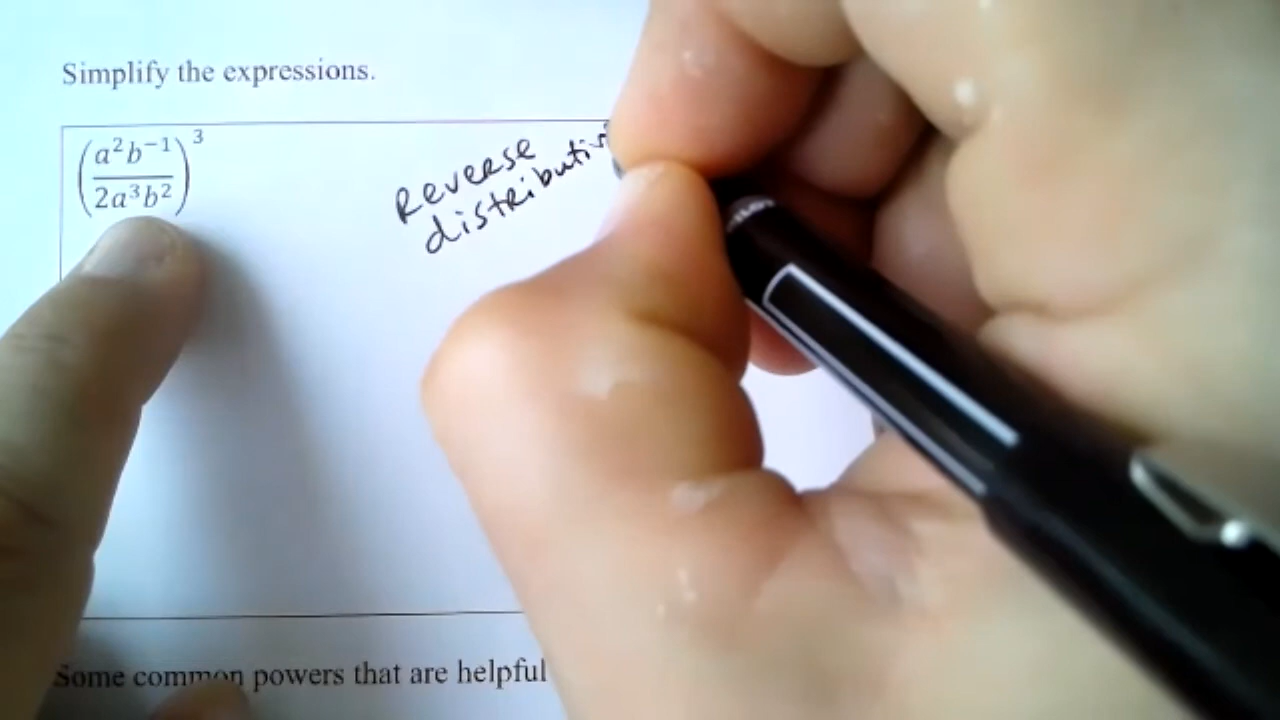 Simplify the expressions.
(a²b⁻¹ / 2a³b²)³
Reverse
distributi
Some common powers that are helpful